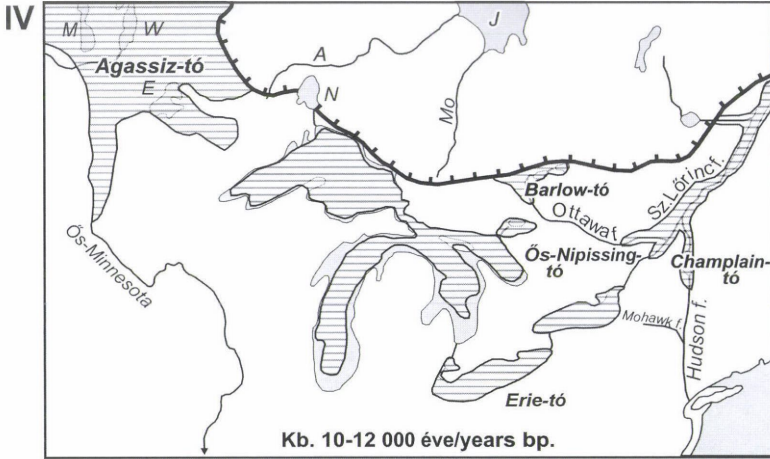 IV
M
W
J
A
Agassiz-tó
E
N
Mo
Sz.Lőrinc f.
Barlow-tó
Ottawa f.
Ős-Nipissing-
tó
Champlain-
tó
Ős-Minnesota
Mohawk f.
Hudson f.
Erie-tó
Kb. 10-12 000 éve/years bp.